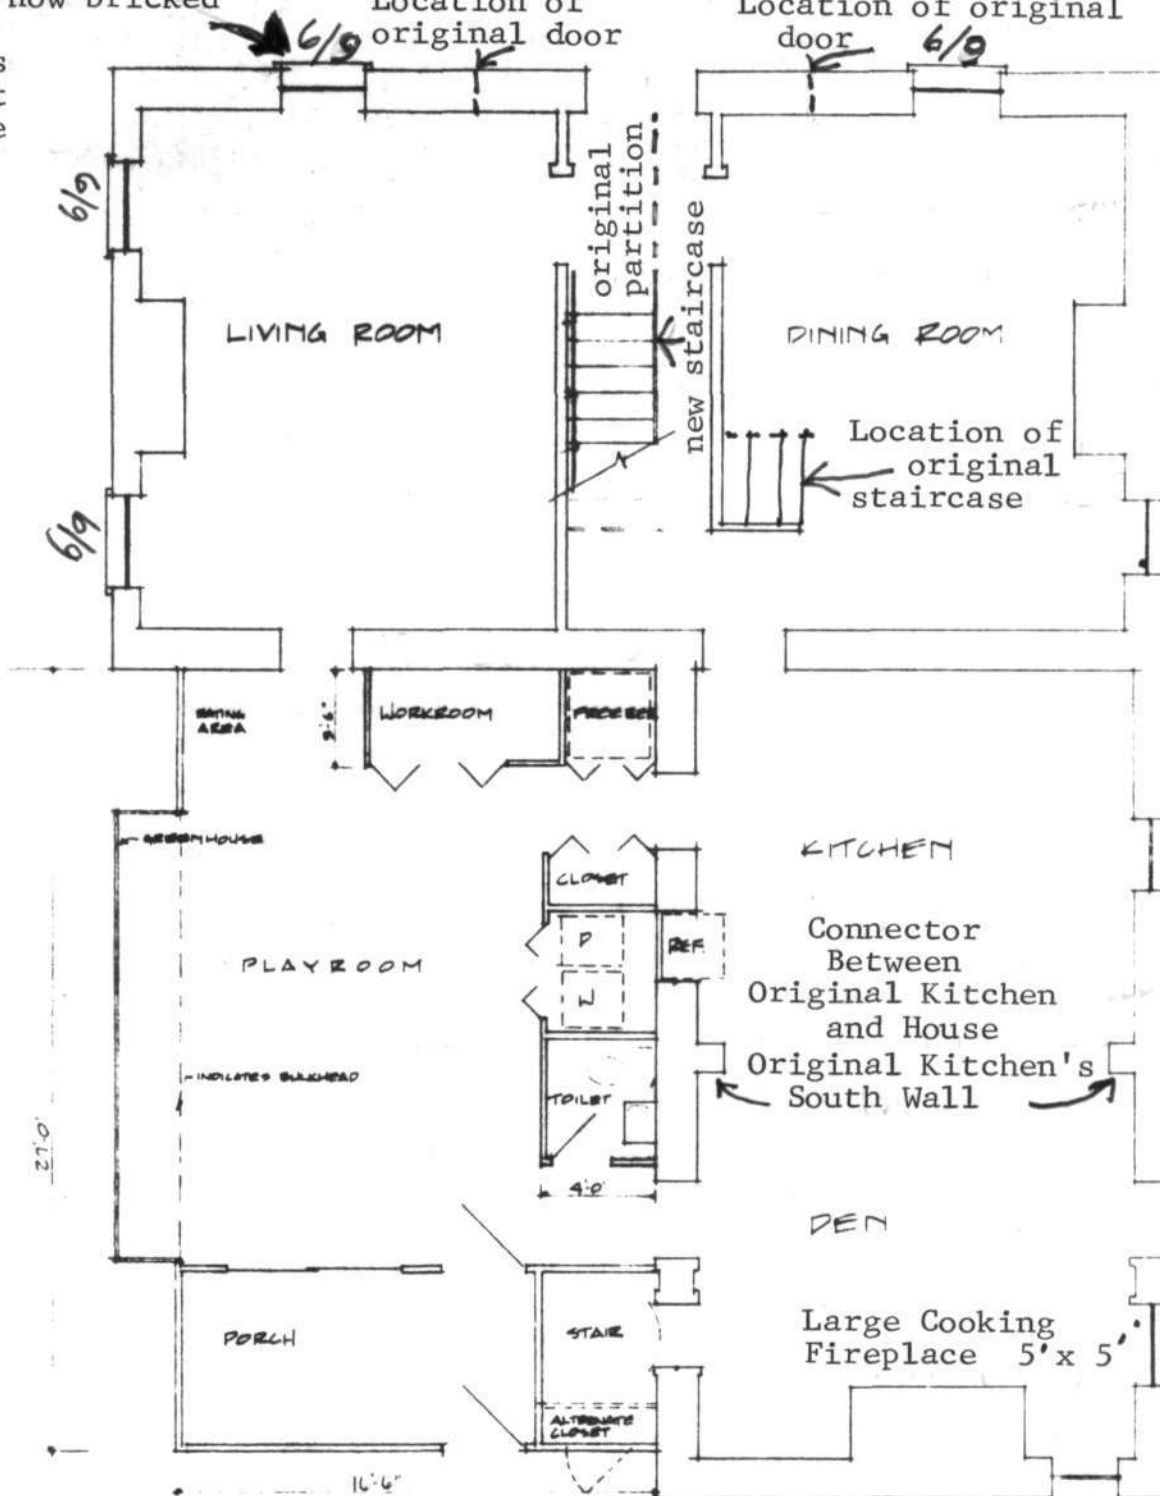 now bricked
Location of
original door
Location of original
door
6/9
6/9
6/9
original
partition
new staircase
LIVING ROOM
DINING ROOM
Location of
original
staircase
6/9
EATING
AREA
WORKROOM
FREEZER
GREENHOUSE
KITCHEN
CLOSET
D
REF.
W
PLAYROOM
Connector
Between
Original Kitchen
and House
Original Kitchen's
South Wall
INDICATES BULKHEAD
TOILET
27'-0"
4'-0"
DEN
PORCH
STAIR
Large Cooking
Fireplace 5'x 5'
ALTERNATE
CLOSET
16'-6"